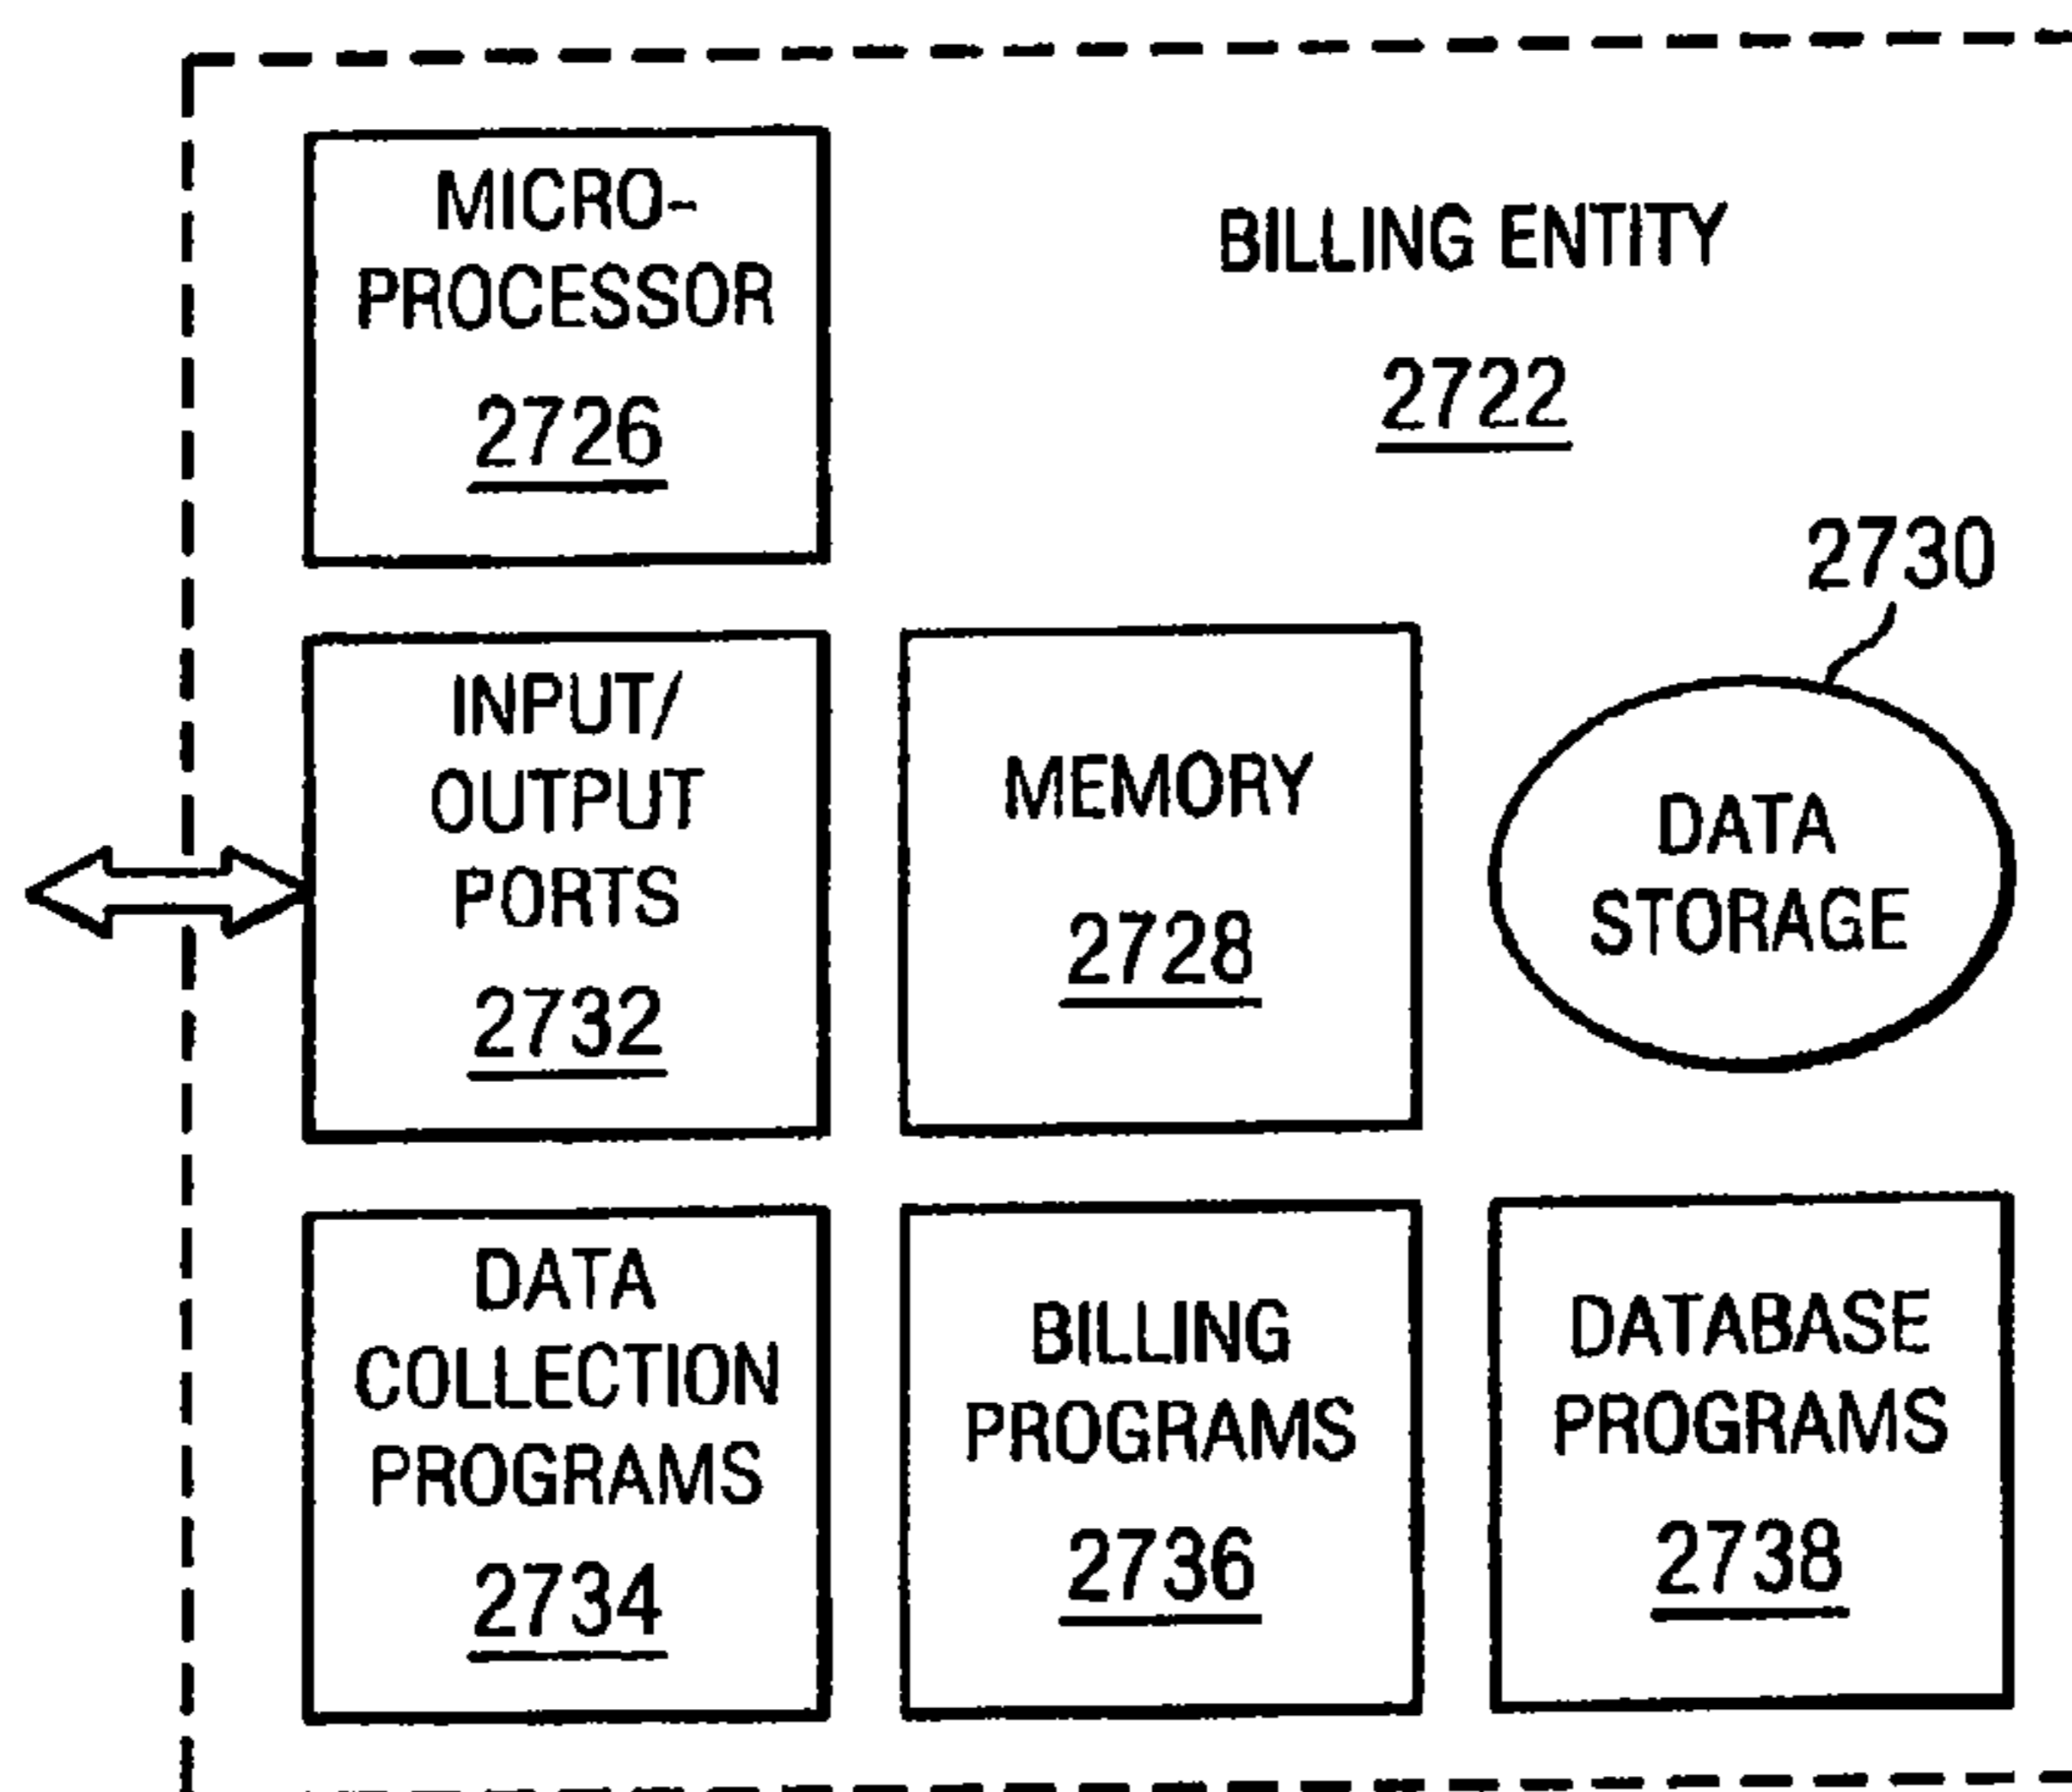 MICRO-
PROCESSOR
2726
BILLING ENTITY
2722
2730
INPUT/
OUTPUT
PORTS
2732
MEMORY
2728
DATA
STORAGE
DATA
COLLECTION
PROGRAMS
2734
BILLING
PROGRAMS
2736
DATABASE
PROGRAMS
2738